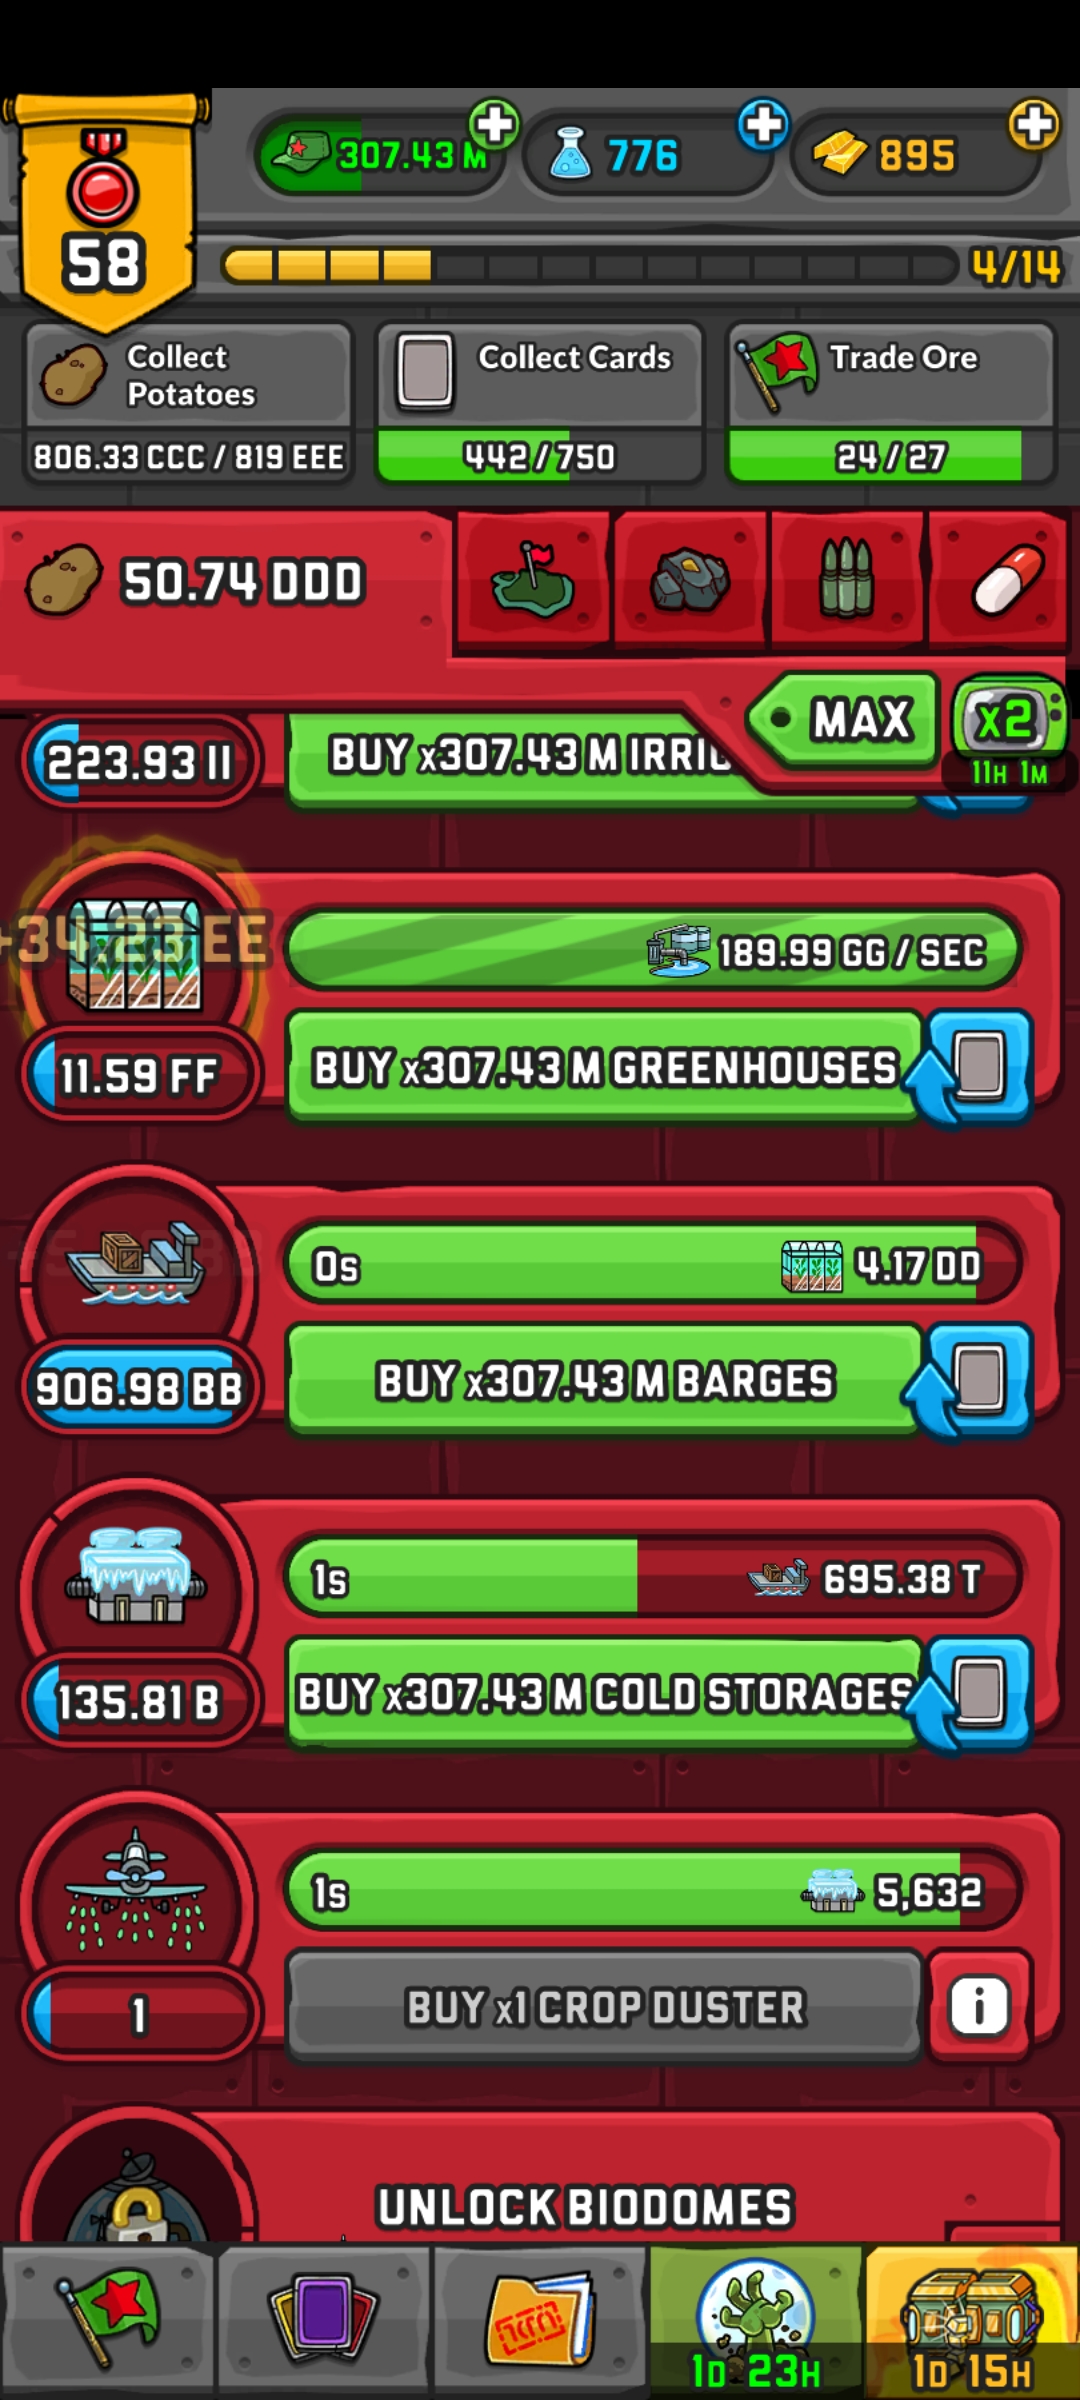 58
307.43 M
776
895
4/14
Collect
Potatoes
Collect Cards
Trade Ore
806.33 CCC / 819 EEE
442/750
24/27
50.74 DDD
MAX
x2
11H 1M
223.93 II
BUY x307.43 M
+34.23 EE
189.99 GG / SEC
11.59 FF
BUY x307.43 M GREENHOUSES
0s
4.17 DD
906.98 BB
BUY x307.43 M BARGES
1s
695.38 T
135.81 B
BUY x307.43 M COLD STORAGES
1s
5,632
1
BUY x1 CROP DUSTER
i
UNLOCK BIODOMES
1D 23H
1D 15H